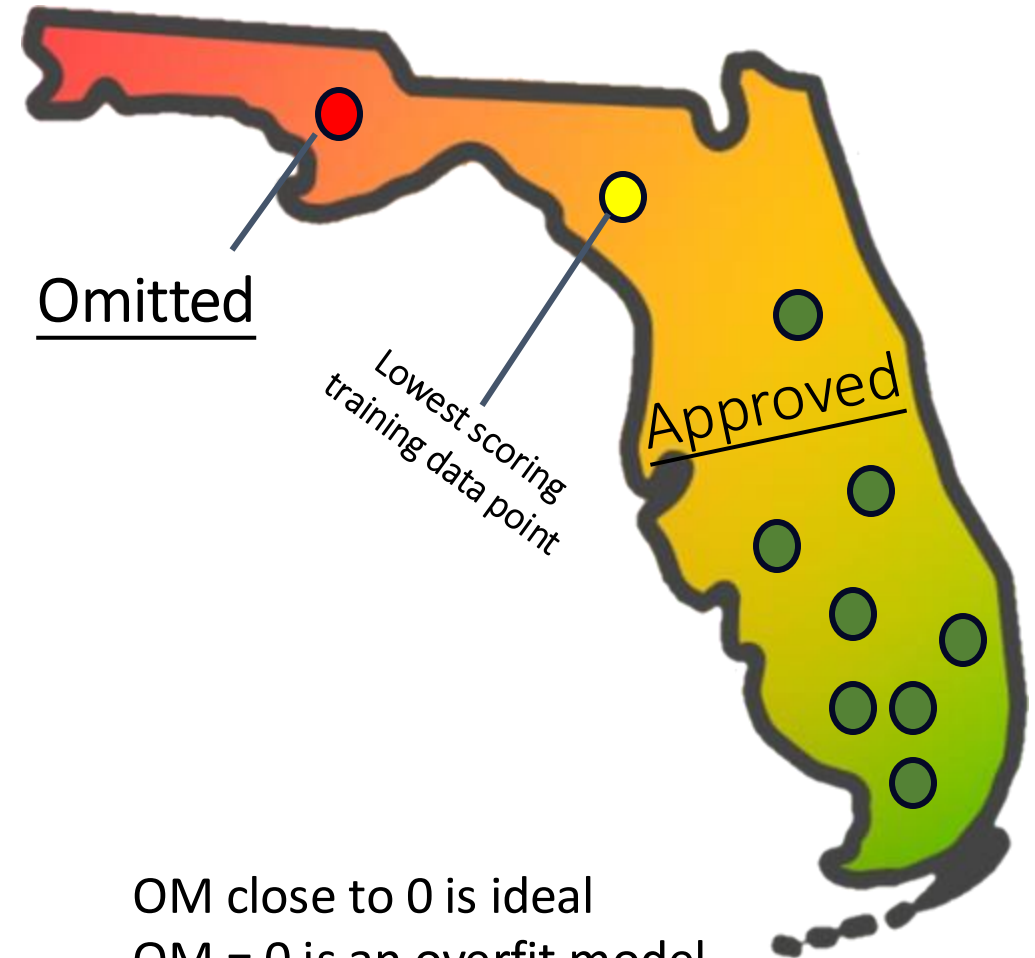 Omitted
Lowest scoring
training data point
Approved
OM close to 0 is ideal
OM = 0 is an overfit model